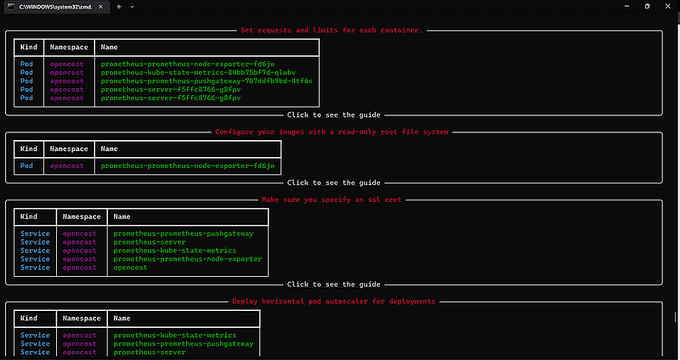 C:\WINDOWS\system32\cmd.
Set requests and limits for each container.
Kind Namespace Name
Pod opencost prometheus-prometheus-node-exporter-fd6jw
Pod opencost prometheus-kube-state-metrics-84bb75bf7d-qlwbv
Pod opencost prometheus-prometheus-pushgateway-767ddfb9bd-4tf6s
Pod opencost prometheus-server-f5ffc8766-g8fpv
Pod opencost prometheus-server-f5ffc8766-g8fpv
Click to see the guide
Configure your images with a read-only root file system
Kind Namespace Name
Pod opencost prometheus-prometheus-node-exporter-fd6jw
Click to see the guide
Make sure you specify an ssl cert
Kind Namespace Name
Service opencost prometheus-prometheus-pushgateway
Service opencost prometheus-server
Service opencost prometheus-kube-state-metrics
Service opencost prometheus-prometheus-node-exporter
Service opencost opencost
Click to see the guide
Deploy horizontal pod autoscaler for deployments
Kind Namespace Name
Service opencost prometheus-kube-state-metrics
Service opencost prometheus-prometheus-pushgateway
Service opencost prometheus-server